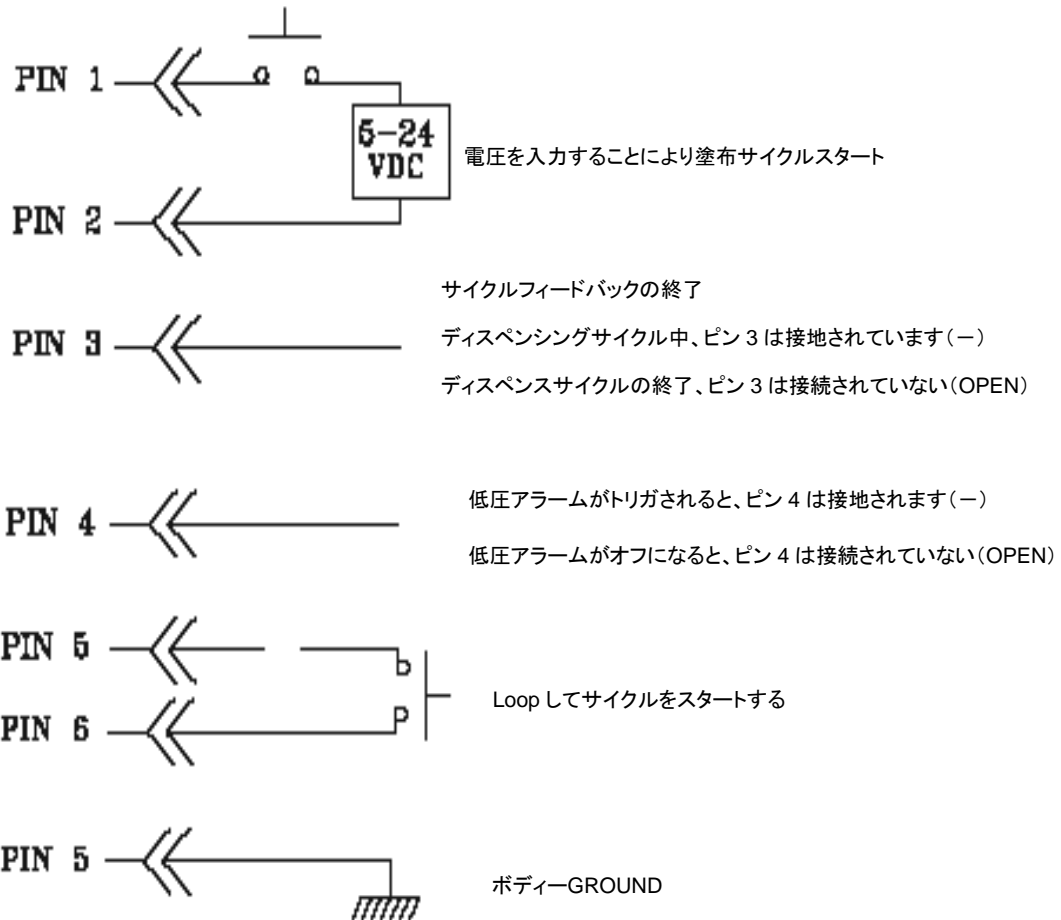 PIN 1
5-24
VDC
電圧を入力することにより塗布サイクルスタート
PIN 2
サイクルフィードバックの終了
PIN 3
ディスペンシングサイクル中、ピン 3 は接地されています(－)
ディスペンスサイクルの終了、ピン 3 は接続されていない(OPEN)
PIN 4
低圧アラームがトリガされると、ピン 4 は接地されます(－)
低圧アラームがオフになると、ピン 4 は接続されていない(OPEN)
PIN 5
Loop してサイクルをスタートする
PIN 6
PIN 5
ボディーGROUND